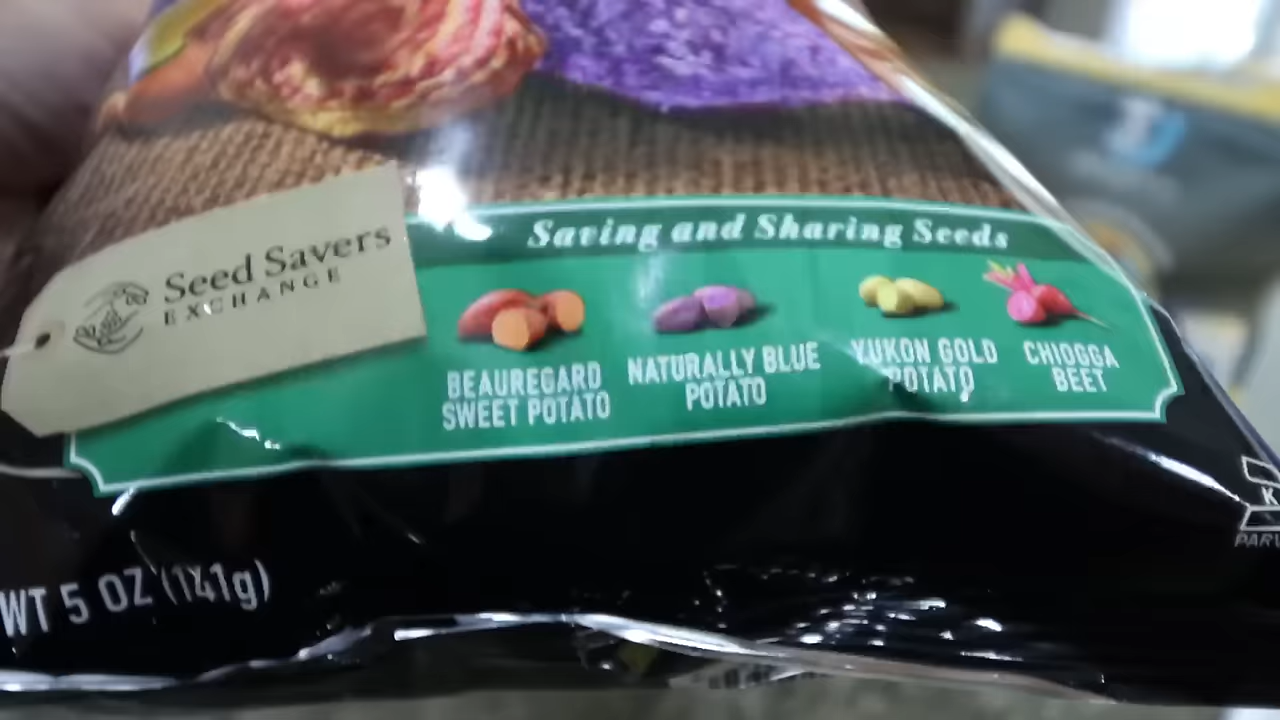 Saving and Sharing Seeds
Seed Savers
EXCHANGE
BEAUREGARD
SWEET POTATO
NATURALLY BLUE
POTATO
YUKON GOLD
POTATO
CHIOGGA
BEET
WT 5 OZ (141g)
K
PARV